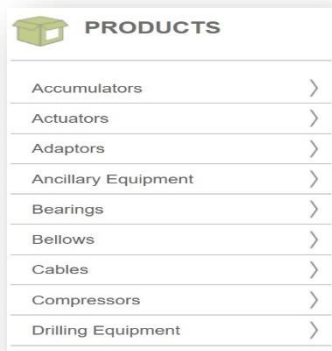 PRODUCTS
Accumulators
Actuators
Adaptors
Ancillary Equipment
Bearings
Bellows
Cables
Compressors
Drilling Equipment